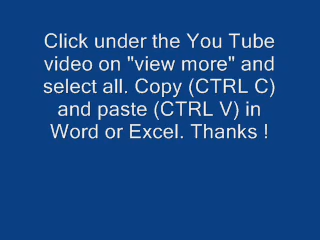 Click under the You Tube
video on "view more" and
select all. Copy (CTRL C)
and paste (CTRL V) in
Word or Excel. Thanks !